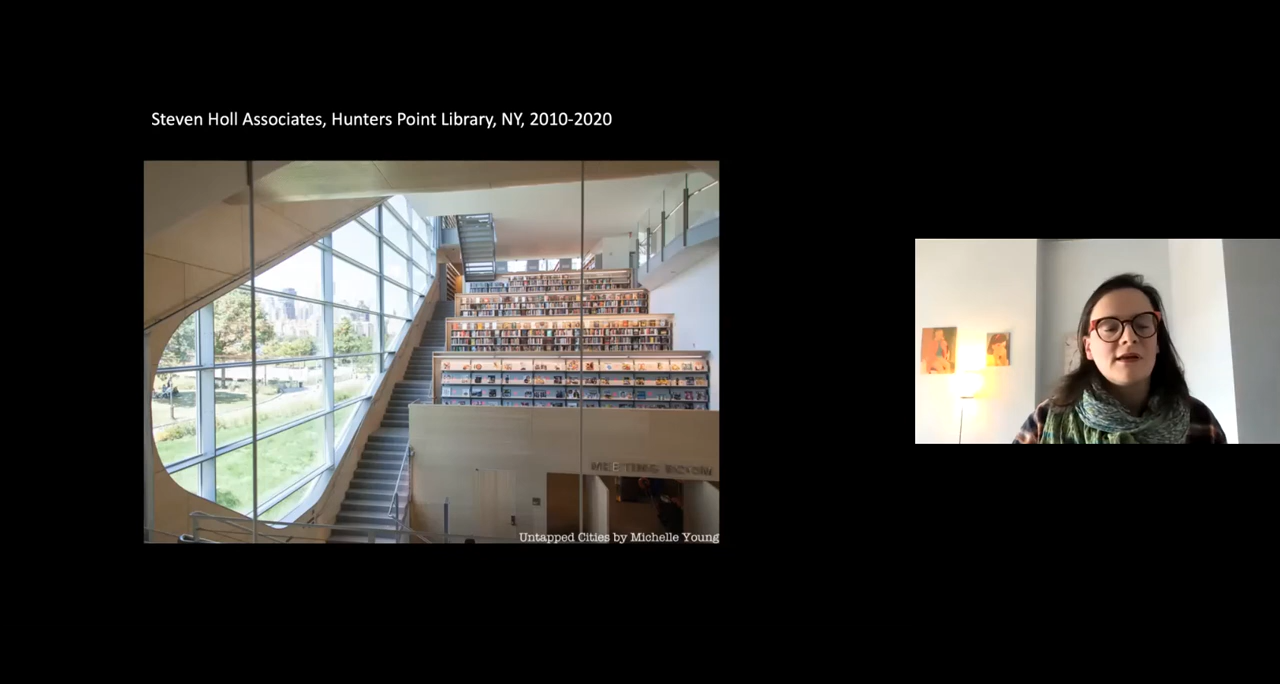 Steven Holl Associates, Hunters Point Library, NY, 2010-2020
MEETING ROOM
Untapped Cities by Michelle Young